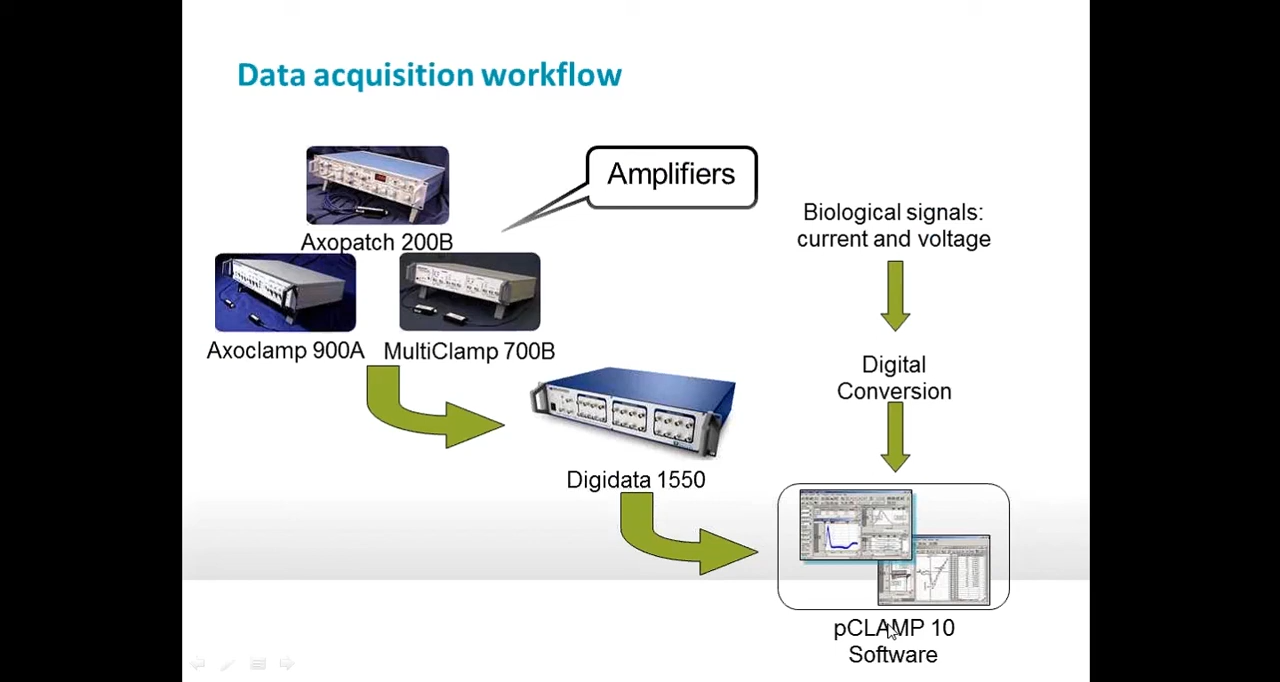 Data acquisition workflow
Amplifiers
Axopatch 200B
Axoclamp 900A
MultiClamp 700B
Digidata 1550
Biological signals:
current and voltage
Digital
Conversion
pCLAMP 10
Software